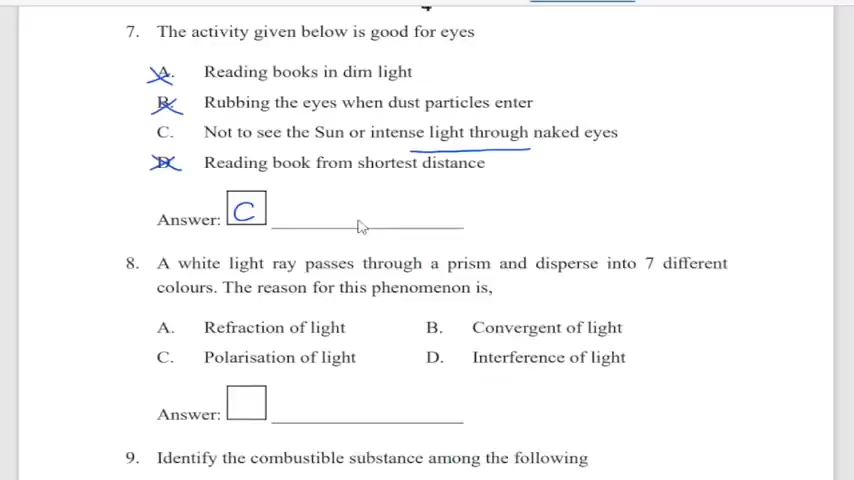 7. The activity given below is good for eyes
A. Reading books in dim light
B. Rubbing the eyes when dust particles enter
C. Not to see the Sun or intense light through naked eyes
D. Reading book from shortest distance
Answer: C
8. A white light ray passes through a prism and disperse into 7 different
colours. The reason for this phenomenon is,
A. Refraction of light B. Convergent of light
C. Polarisation of light D. Interference of light
Answer:
9. Identify the combustible substance among the following